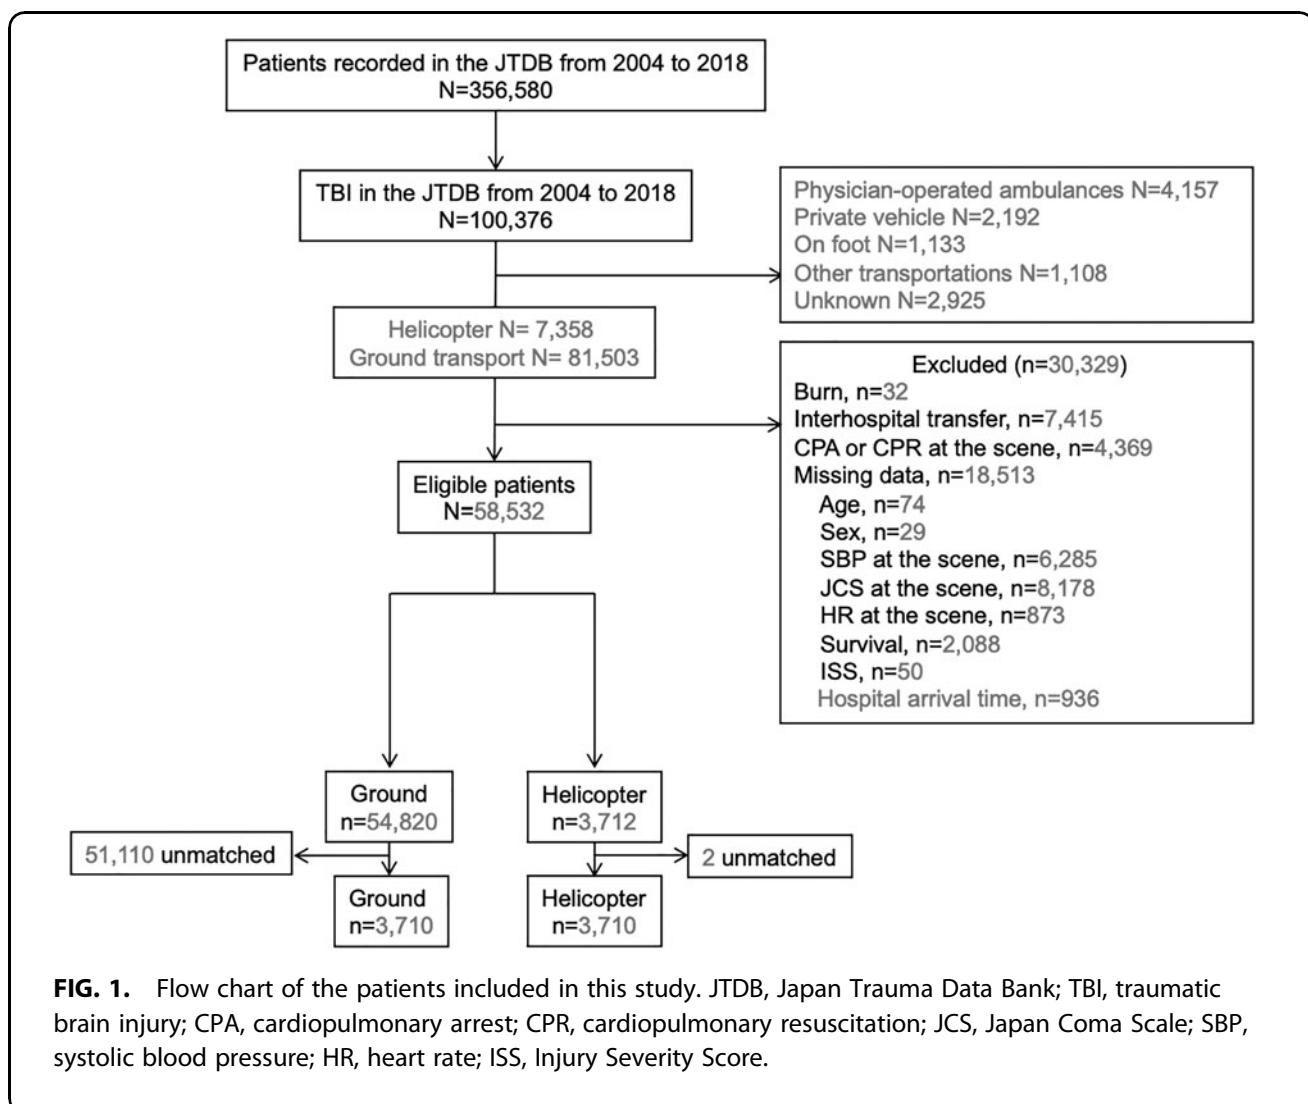 Patients recorded in the JTDB from 2004 to 2018
N=356,580
TBI in the JTDB from 2004 to 2018
N=100,376
Physician-operated ambulances N=4,157
Private vehicle N=2,192
On foot N=1,133
Other transportations N=1,108
Unknown N=2,925
Helicopter N= 7,358
Ground transport N= 81,503
Excluded (n=30,329)
Burn, n=32
Interhospital transfer, n=7,415
CPA or CPR at the scene, n=4,369
Missing data, n=18,513
Age, n=74
Sex, n=29
SBP at the scene, n=6,285
JCS at the scene, n=8,178
HR at the scene, n=873
Survival, n=2,088
ISS, n=50
Hospital arrival time, n=936
Eligible patients
N=58,532
Ground
n=54,820
Helicopter
n=3,712
51,110 unmatched
2 unmatched
Ground
n=3,710
Helicopter
n=3,710
FIG. 1. Flow chart of the patients included in this study. JTDB, Japan Trauma Data Bank; TBI, traumatic
brain injury; CPA, cardiopulmonary arrest; CPR, cardiopulmonary resuscitation; JCS, Japan Coma Scale; SBP,
systolic blood pressure; HR, heart rate; ISS, Injury Severity Score.